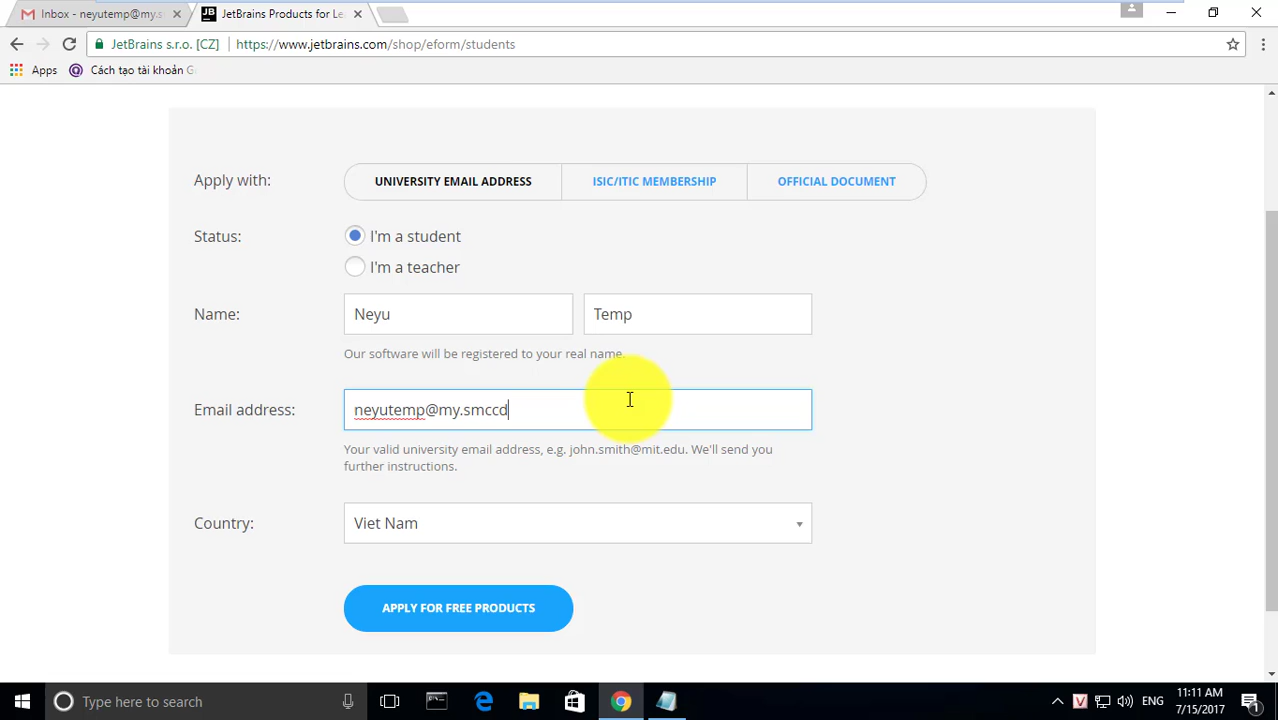 Inbox - neyutemp@my.s
JetBrains Products for Le
JetBrains s.r.o. [CZ]
https://www.jetbrains.com/shop/eform/students
Apps
Cách tạo tài khoản G
Apply with:
UNIVERSITY EMAIL ADDRESS
ISIC/ITIC MEMBERSHIP
OFFICIAL DOCUMENT
Status:
I'm a student
I'm a teacher
Name:
Neyu
Temp
Our software will be registered to your real name.
Email address:
neyutemp@my.smccd
Your valid university email address, e.g. john.smith@mit.edu. We'll send you
further instructions.
Country:
Viet Nam
APPLY FOR FREE PRODUCTS
Type here to search
ENG
11:11 AM
7/15/2017